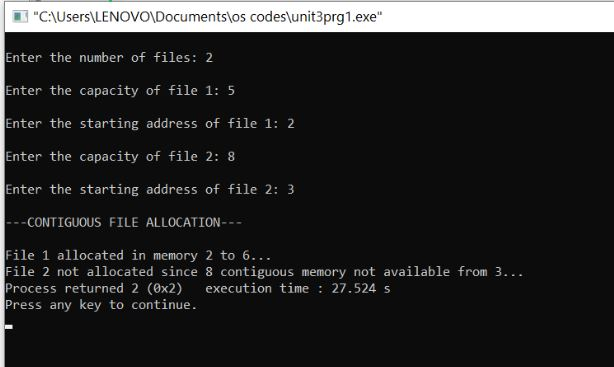 "C:\Users\LENOVO\Documents\os codes\unit3prg1.exe"
Enter the number of files: 2
Enter the capacity of file 1: 5
Enter the starting address of file 1: 2
Enter the capacity of file 2: 8
Enter the starting address of file 2: 3
---CONTIGUOUS FILE ALLOCATION---
File 1 allocated in memory 2 to 6...
File 2 not allocated since 8 contiguous memory not available from 3...
Process returned 2 (0x2)   execution time : 27.524 s
Press any key to continue.